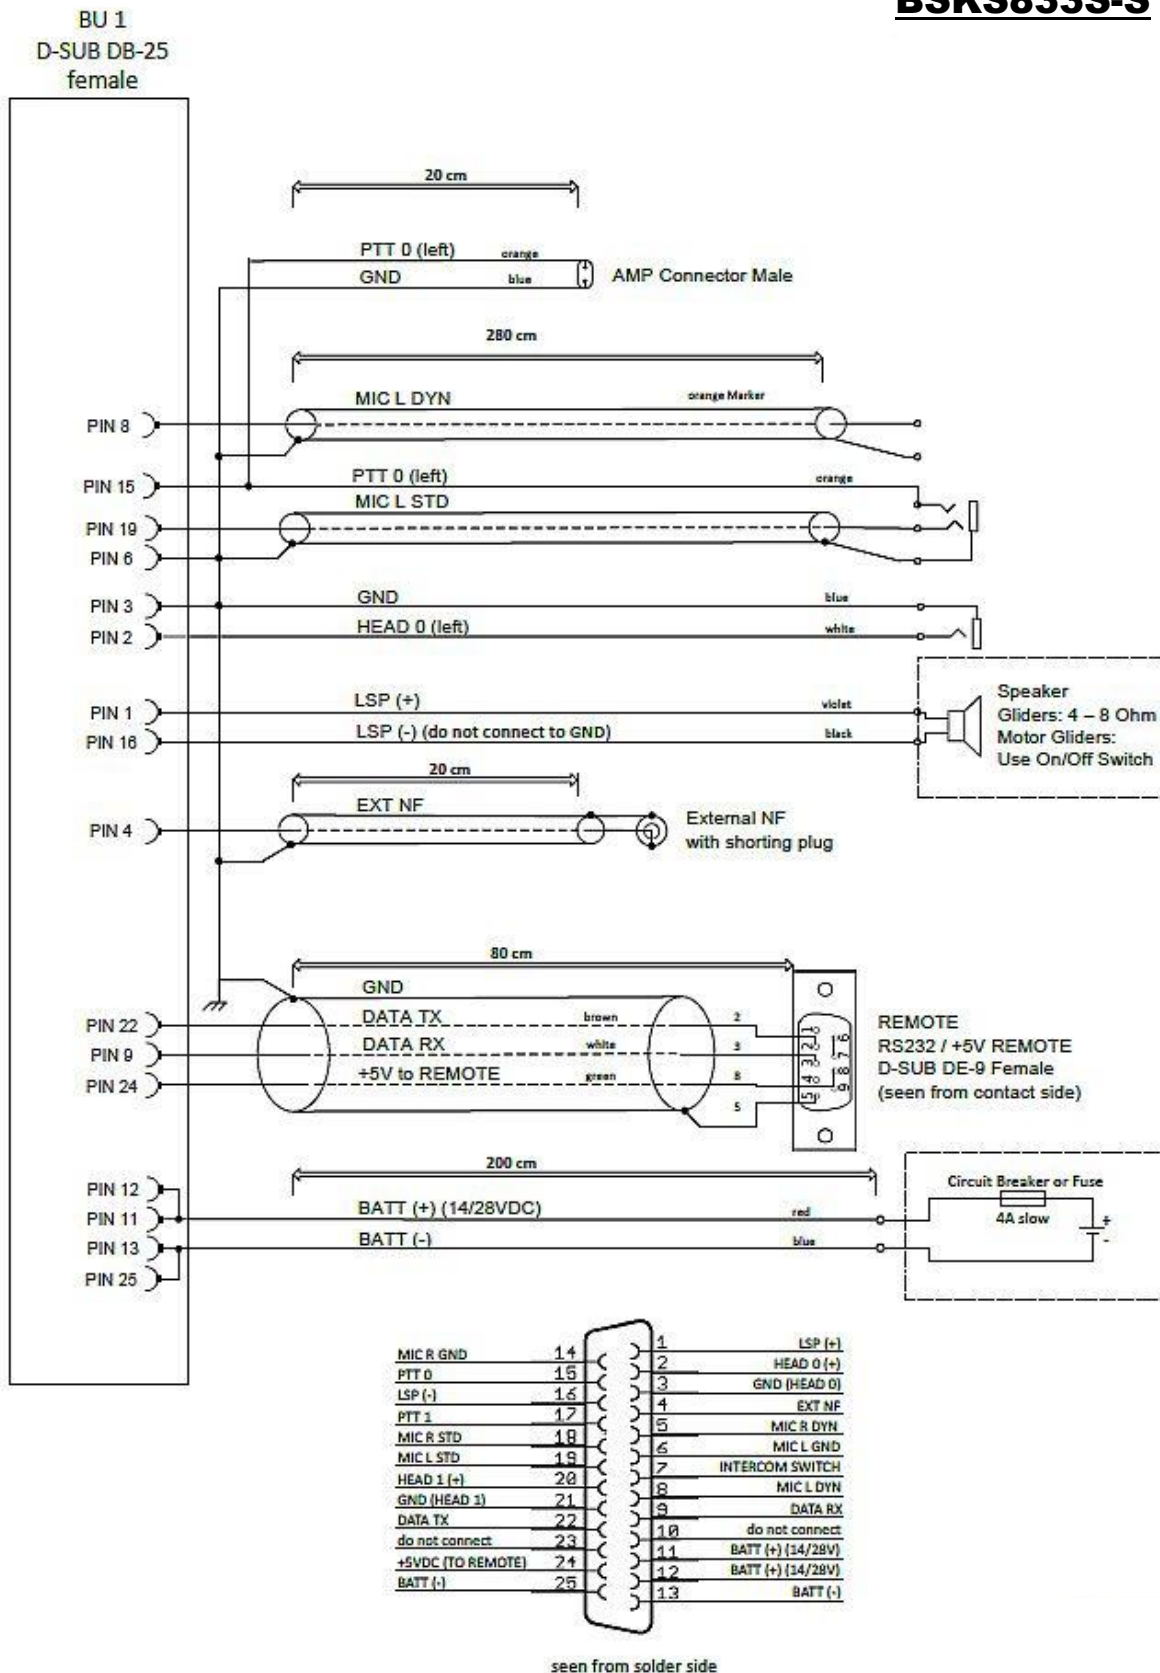 BSKS833S-S
BU 1
D-SUB DB-25
female
20 cm
PTT 0 (left) orange
GND blue
AMP Connector Male
280 cm
MIC L DYN orange Marker
PIN 8
PIN 15 PTT 0 (left) orange
MIC L STD
PIN 19
PIN 6
PIN 3 GND blue
PIN 2 HEAD 0 (left) white
PIN 1 LSP (+) violet
PIN 16 LSP (-) (do not connect to GND) black
Speaker
Gliders: 4 – 8 Ohm
Motor Gliders:
Use On/Off Switch
20 cm
EXT NF
PIN 4
External NF
with shorting plug
80 cm
GND
PIN 22 DATA TX brown 2
PIN 9 DATA RX white 3
PIN 24 +5V to REMOTE green 8
5
1 2 3 4 5
6 7 8 9
REMOTE
RS232 / +5V REMOTE
D-SUB DE-9 Female
(seen from contact side)
200 cm
PIN 12
PIN 11 BATT (+) (14/28VDC) red
PIN 13 BATT (-) blue
PIN 25
Circuit Breaker or Fuse
4A slow
+
-
MIC R GND 14
PTT 0 15
LSP (-) 16
PTT 1 17
MIC R STD 18
MIC L STD 19
HEAD 1 (+) 20
GND (HEAD 1) 21
DATA TX 22
do not connect 23
+5VDC (TO REMOTE) 24
BATT (-) 25
1 LSP (+)
2 HEAD 0 (+)
3 GND (HEAD 0)
4 EXT NF
5 MIC R DYN
6 MIC L GND
7 INTERCOM SWITCH
8 MIC L DYN
9 DATA RX
10 do not connect
11 BATT (+) (14/28V)
12 BATT (+) (14/28V)
13 BATT (-)
seen from solder side